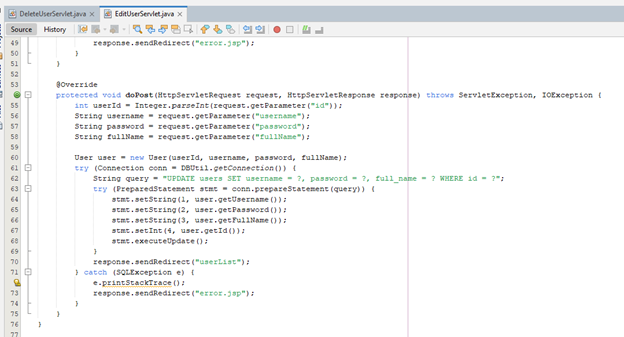 DeleteUserServlet.java
EditUserServlet.java
Source History
49 response.sendRedirect("error.jsp");
50 }
51 }
52
53 @Override
protected void doPost(HttpServletRequest request, HttpServletResponse response) throws ServletException, IOException {
55 int userId = Integer.parseInt(request.getParameter("id"));
56 String username = request.getParameter("username");
57 String password = request.getParameter("password");
58 String fullName = request.getParameter("fullName");
59
60 User user = new User(userId, username, password, fullName);
61 try (Connection conn = DBUtil.getConnection()) {
62 String query = "UPDATE users SET username = ?, password = ?, full_name = ? WHERE id = ?";
63 try (PreparedStatement stmt = conn.prepareStatement(query)) {
64 stmt.setString(1, user.getUsername());
65 stmt.setString(2, user.getPassword());
66 stmt.setString(3, user.getFullName());
67 stmt.setInt(4, user.getId());
68 stmt.executeUpdate();
69 }
70 response.sendRedirect("userList");
71 } catch (SQLException e) {
e.printStackTrace();
73 response.sendRedirect("error.jsp");
74 }
75 }
76 }
77